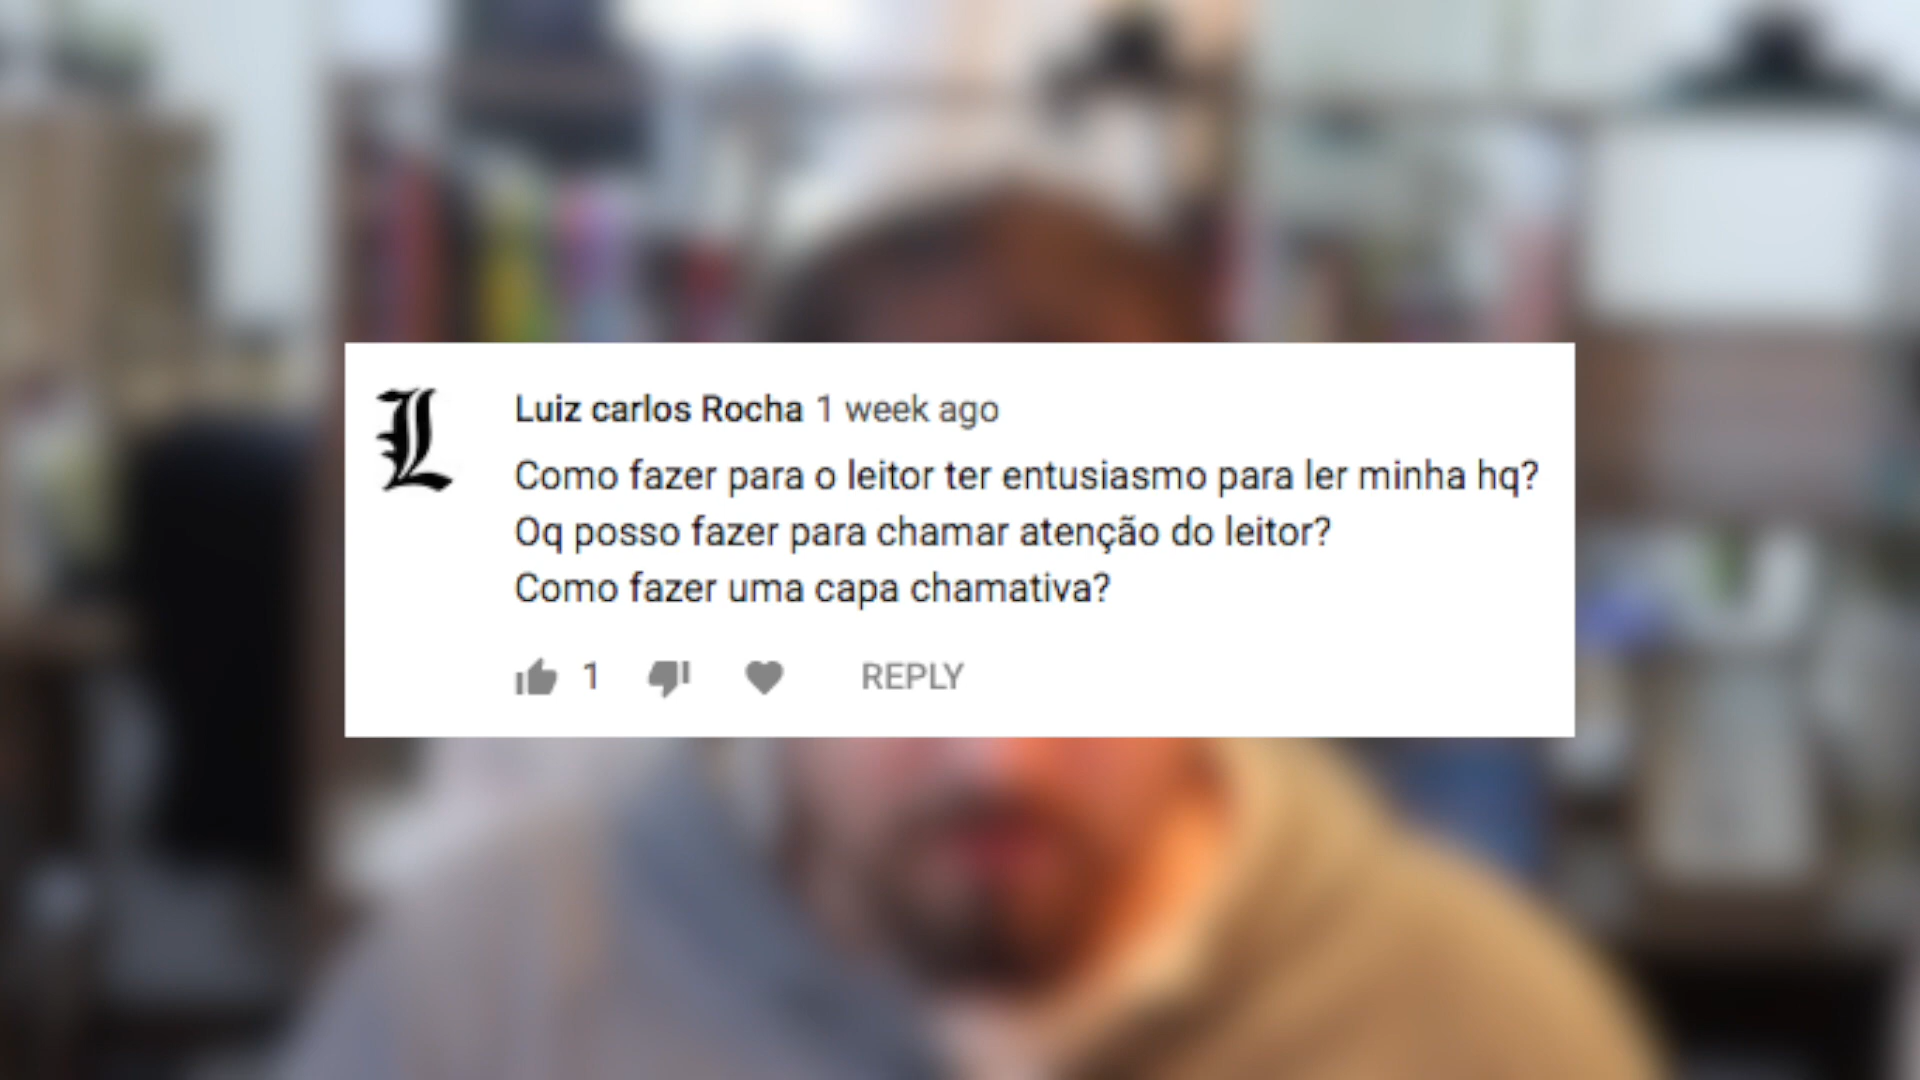 Luiz carlos Rocha 1 week ago
Como fazer para o leitor ter entusiasmo para ler minha hq?
Oq posso fazer para chamar atenção do leitor?
Como fazer uma capa chamativa?
1 REPLY